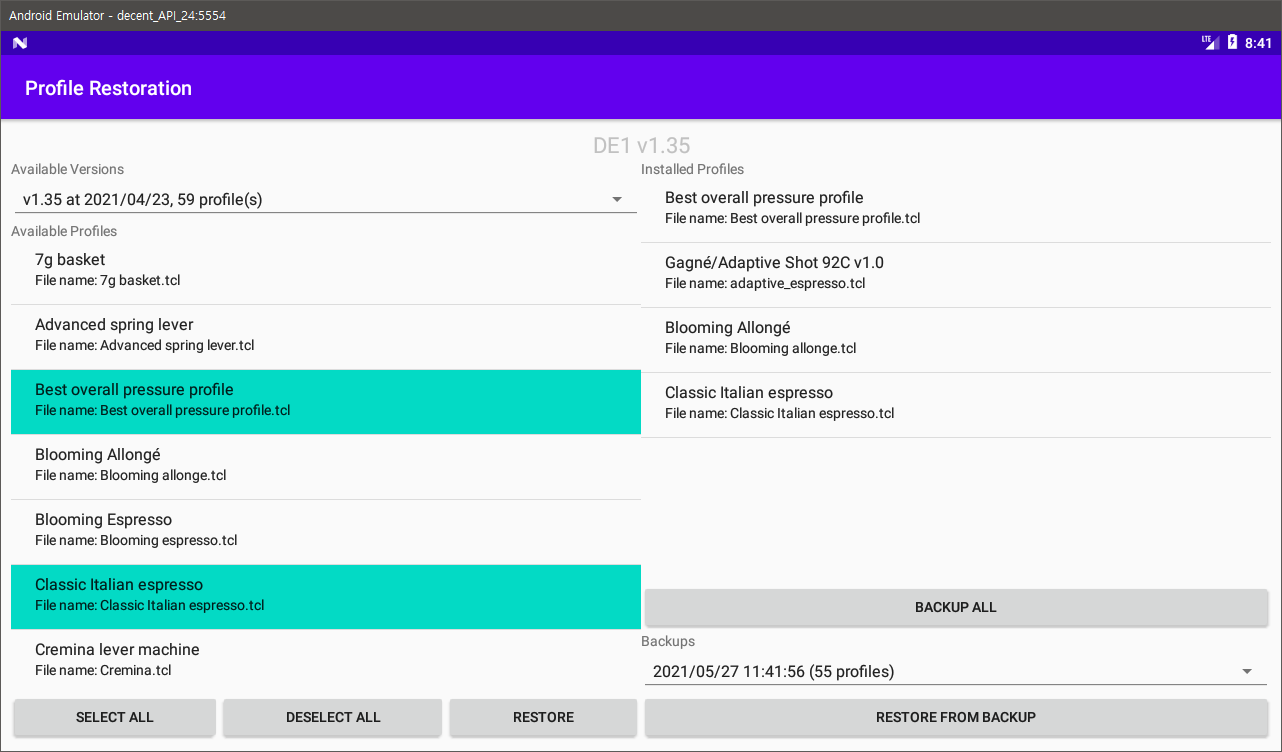 Android Emulator - decent_API_24:5554
LTE 8:41
Profile Restoration
DE1 v1.35
Available Versions
v1.35 at 2021/04/23, 59 profile(s)
Available Profiles
7g basket
File name: 7g basket.tcl
Advanced spring lever
File name: Advanced spring lever.tcl
Best overall pressure profile
File name: Best overall pressure profile.tcl
Blooming Allongé
File name: Blooming allonge.tcl
Blooming Espresso
File name: Blooming espresso.tcl
Classic Italian espresso
File name: Classic Italian espresso.tcl
Cremina lever machine
File name: Cremina.tcl
SELECT ALL
DESELECT ALL
RESTORE
Installed Profiles
Best overall pressure profile
File name: Best overall pressure profile.tcl
Gagné/Adaptive Shot 92C v1.0
File name: adaptive_espresso.tcl
Blooming Allongé
File name: Blooming allonge.tcl
Classic Italian espresso
File name: Classic Italian espresso.tcl
BACKUP ALL
Backups
2021/05/27 11:41:56 (55 profiles)
RESTORE FROM BACKUP